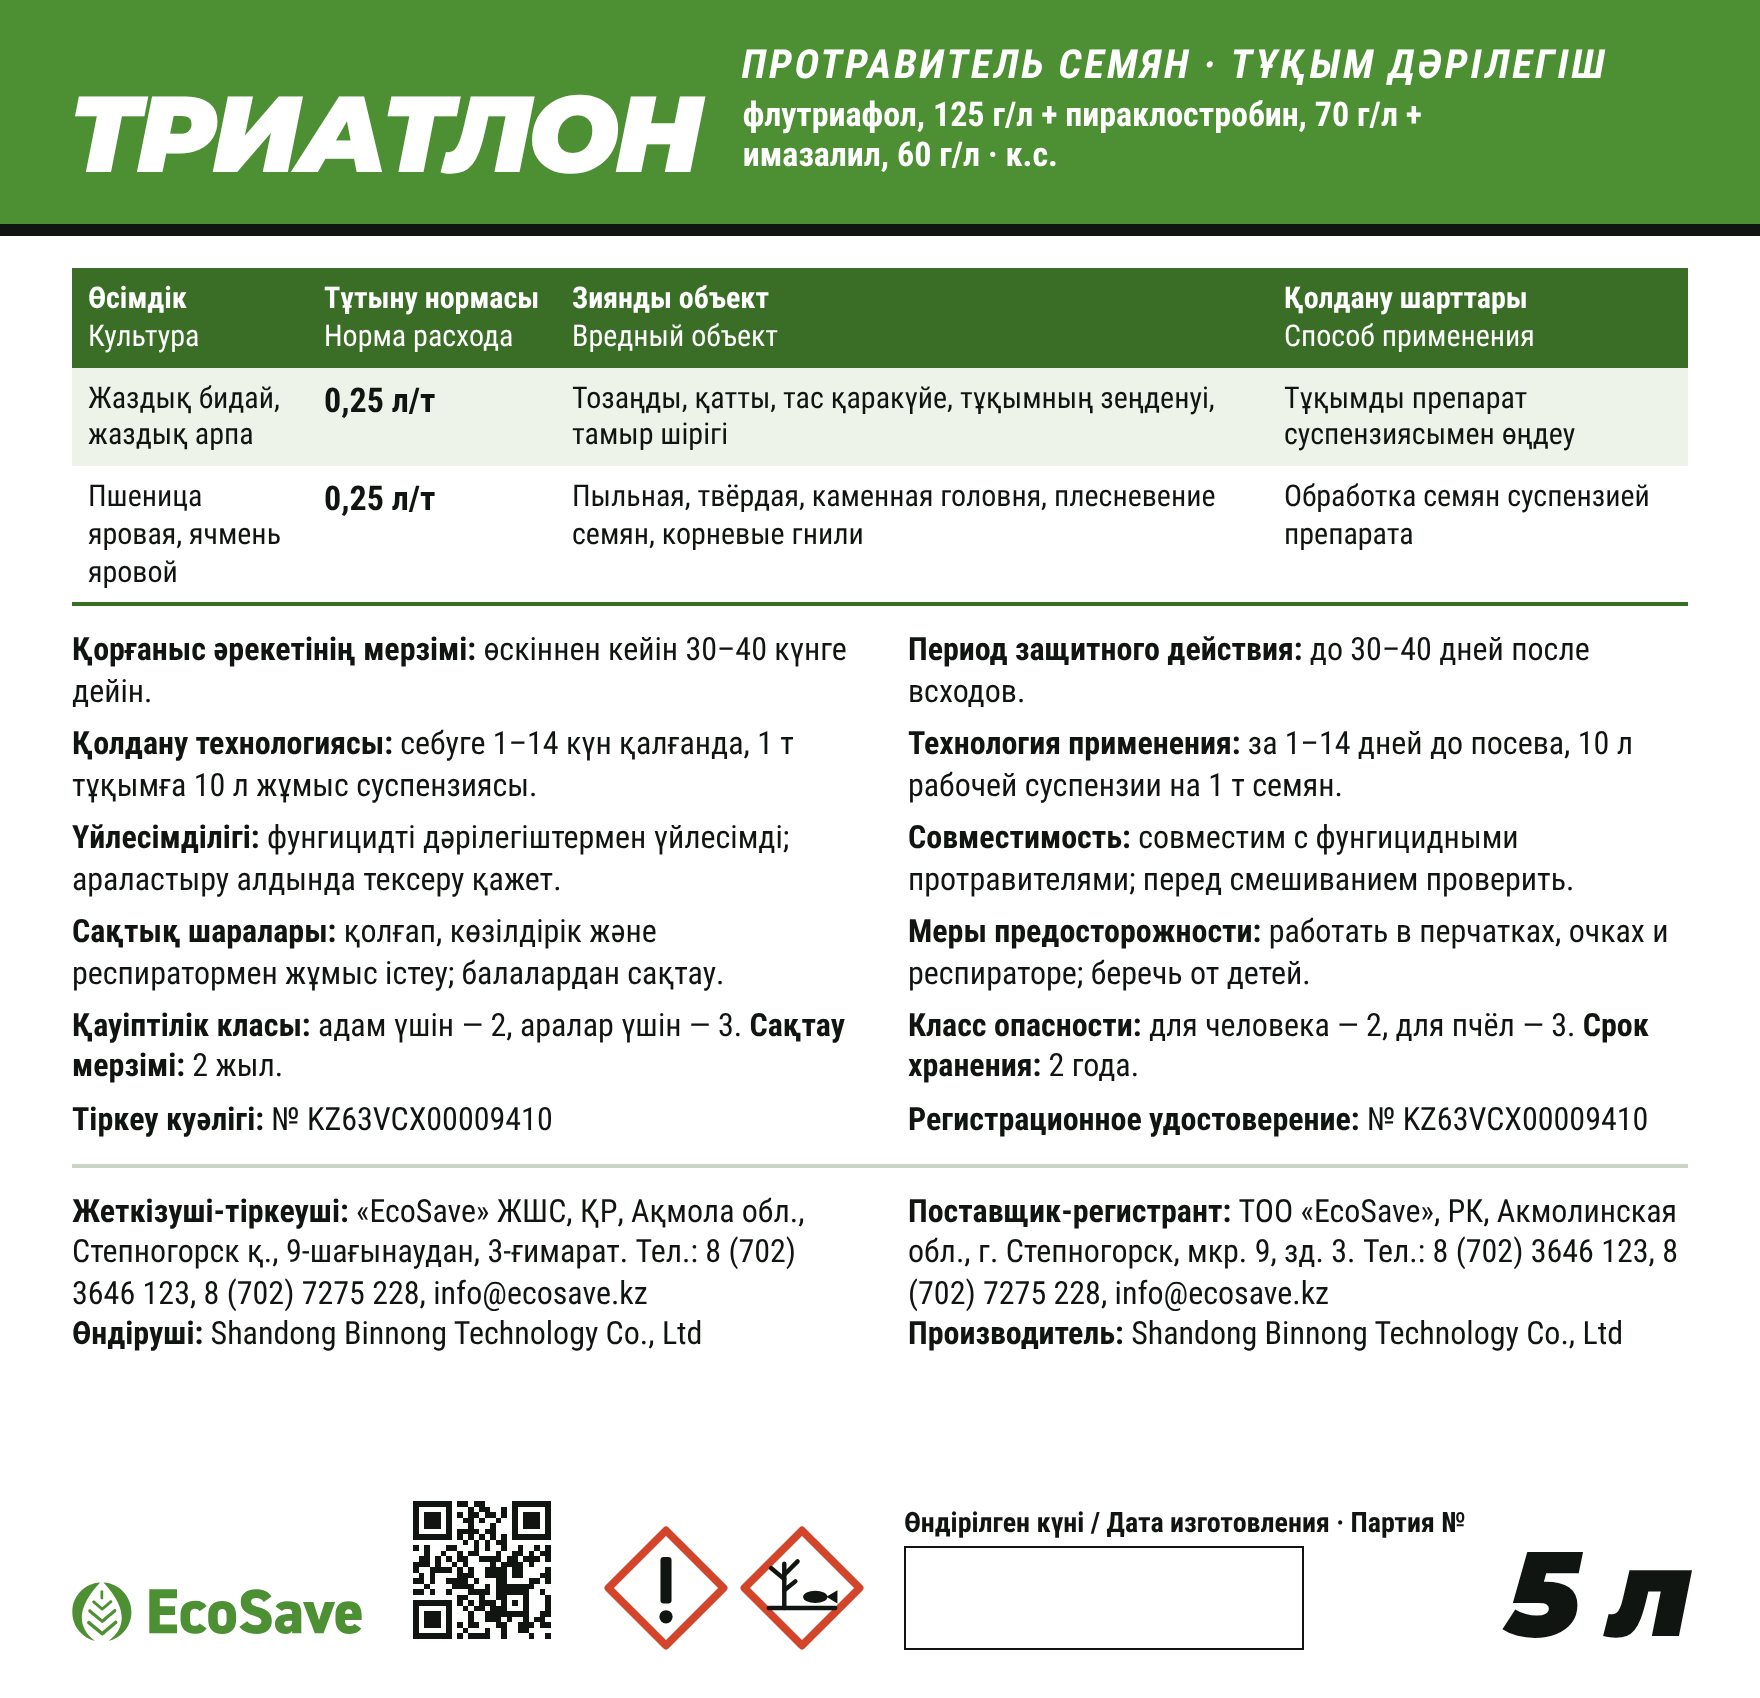 ТРИАТЛОН
ПРОТРАВИТЕЛЬ СЕМЯН · ТҰҚЫМ ДӘРІЛЕГІШ
флутриафол, 125 г/л + пираклостробин, 70 г/л +
имазалил, 60 г/л · к.с.
Өсімдік
Культура
Тұтыну нормасы
Норма расхода
Зиянды объект
Вредный объект
Қолдану шарттары
Способ применения
Жаздық бидай,
жаздық арпа
0,25 л/т
Тозаңды, қатты, тас қаракүйе, тұқымның зеңденуі,
тамыр шірігі
Тұқымды препарат
суспензиясымен өңдеу
Пшеница
яровая, ячмень
яровой
0,25 л/т
Пыльная, твёрдая, каменная головня, плесневение
семян, корневые гнили
Обработка семян суспензией
препарата
Қорғаныс әрекетінің мерзімі: өскіннен кейін 30–40 күнге
дейін.
Қолдану технологиясы: себуге 1–14 күн қалғанда, 1 т
тұқымға 10 л жұмыс суспензиясы.
Үйлесімділігі: фунгицидті дәрілегіштермен үйлесімді;
араластыру алдында тексеру қажет.
Сақтық шаралары: қолғап, көзілдірік және
респиратормен жұмыс істеу; балалардан сақтау.
Қауіптілік класы: адам үшін — 2, аралар үшін — 3. Сақтау
мерзімі: 2 жыл.
Тіркеу куәлігі: № KZ63VCX00009410
Период защитного действия: до 30–40 дней после
всходов.
Технология применения: за 1–14 дней до посева, 10 л
рабочей суспензии на 1 т семян.
Совместимость: совместим с фунгицидными
протравителями; перед смешиванием проверить.
Меры предосторожности: работать в перчатках, очках и
респираторе; беречь от детей.
Класс опасности: для человека — 2, для пчёл — 3. Срок
хранения: 2 года.
Регистрационное удостоверение: № KZ63VCX00009410
Жеткізуші-тіркеуші: «EcoSave» ЖШС, ҚР, Ақмола обл.,
Степногорск қ., 9-шағынаудан, 3-ғимарат. Тел.: 8 (702)
3646 123, 8 (702) 7275 228, info@ecosave.kz
Өндіруші: Shandong Binnong Technology Co., Ltd
Поставщик-регистрант: ТОО «EcoSave», РК, Акмолинская
обл., г. Степногорск, мкр. 9, зд. 3. Тел.: 8 (702) 3646 123, 8
(702) 7275 228, info@ecosave.kz
Производитель: Shandong Binnong Technology Co., Ltd
EcoSave
Өндірілген күні / Дата изготовления · Партия №
5 л